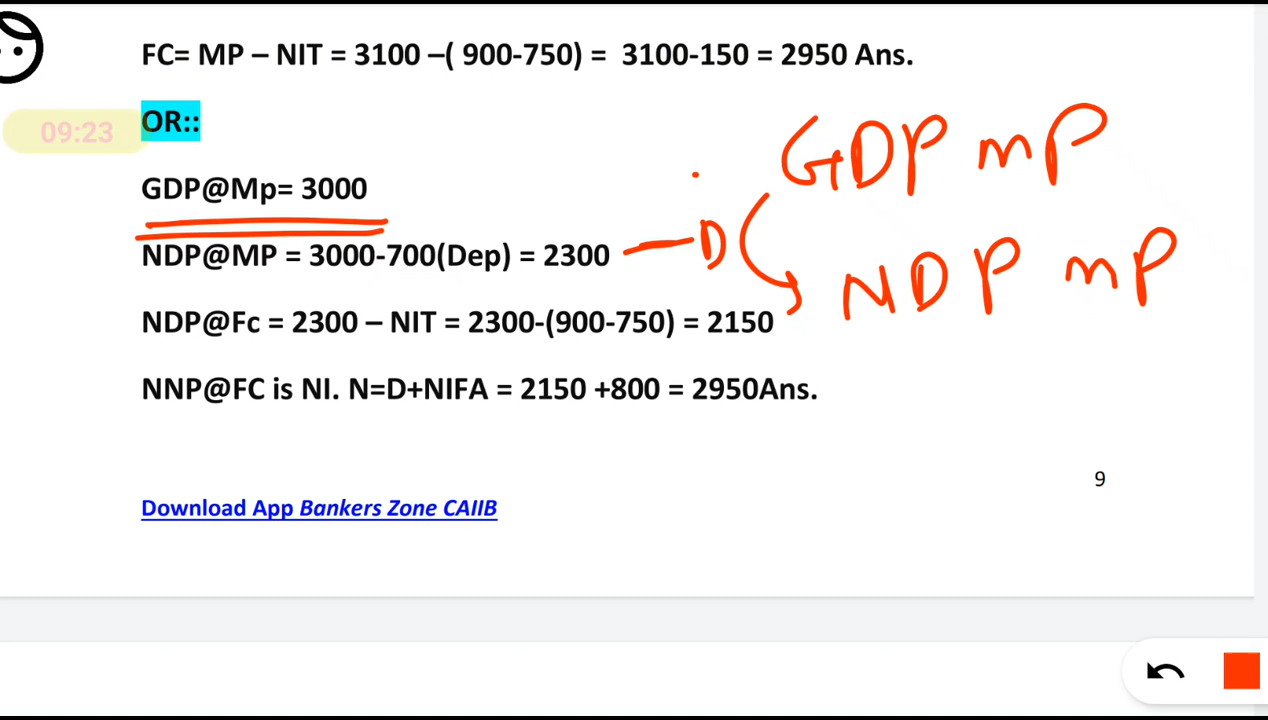 FC= MP – NIT = 3100 –( 900-750) = 3100-150 = 2950 Ans.
09:23
OR::
GDP mP
GDP@Mp= 3000
NDP@MP = 3000-700(Dep) = 2300
— D
NDP mP
NDP@Fc = 2300 – NIT = 2300-(900-750) = 2150
NNP@FC is NI. N=D+NIFA = 2150 +800 = 2950Ans.
9
Download App Bankers Zone CAIIB